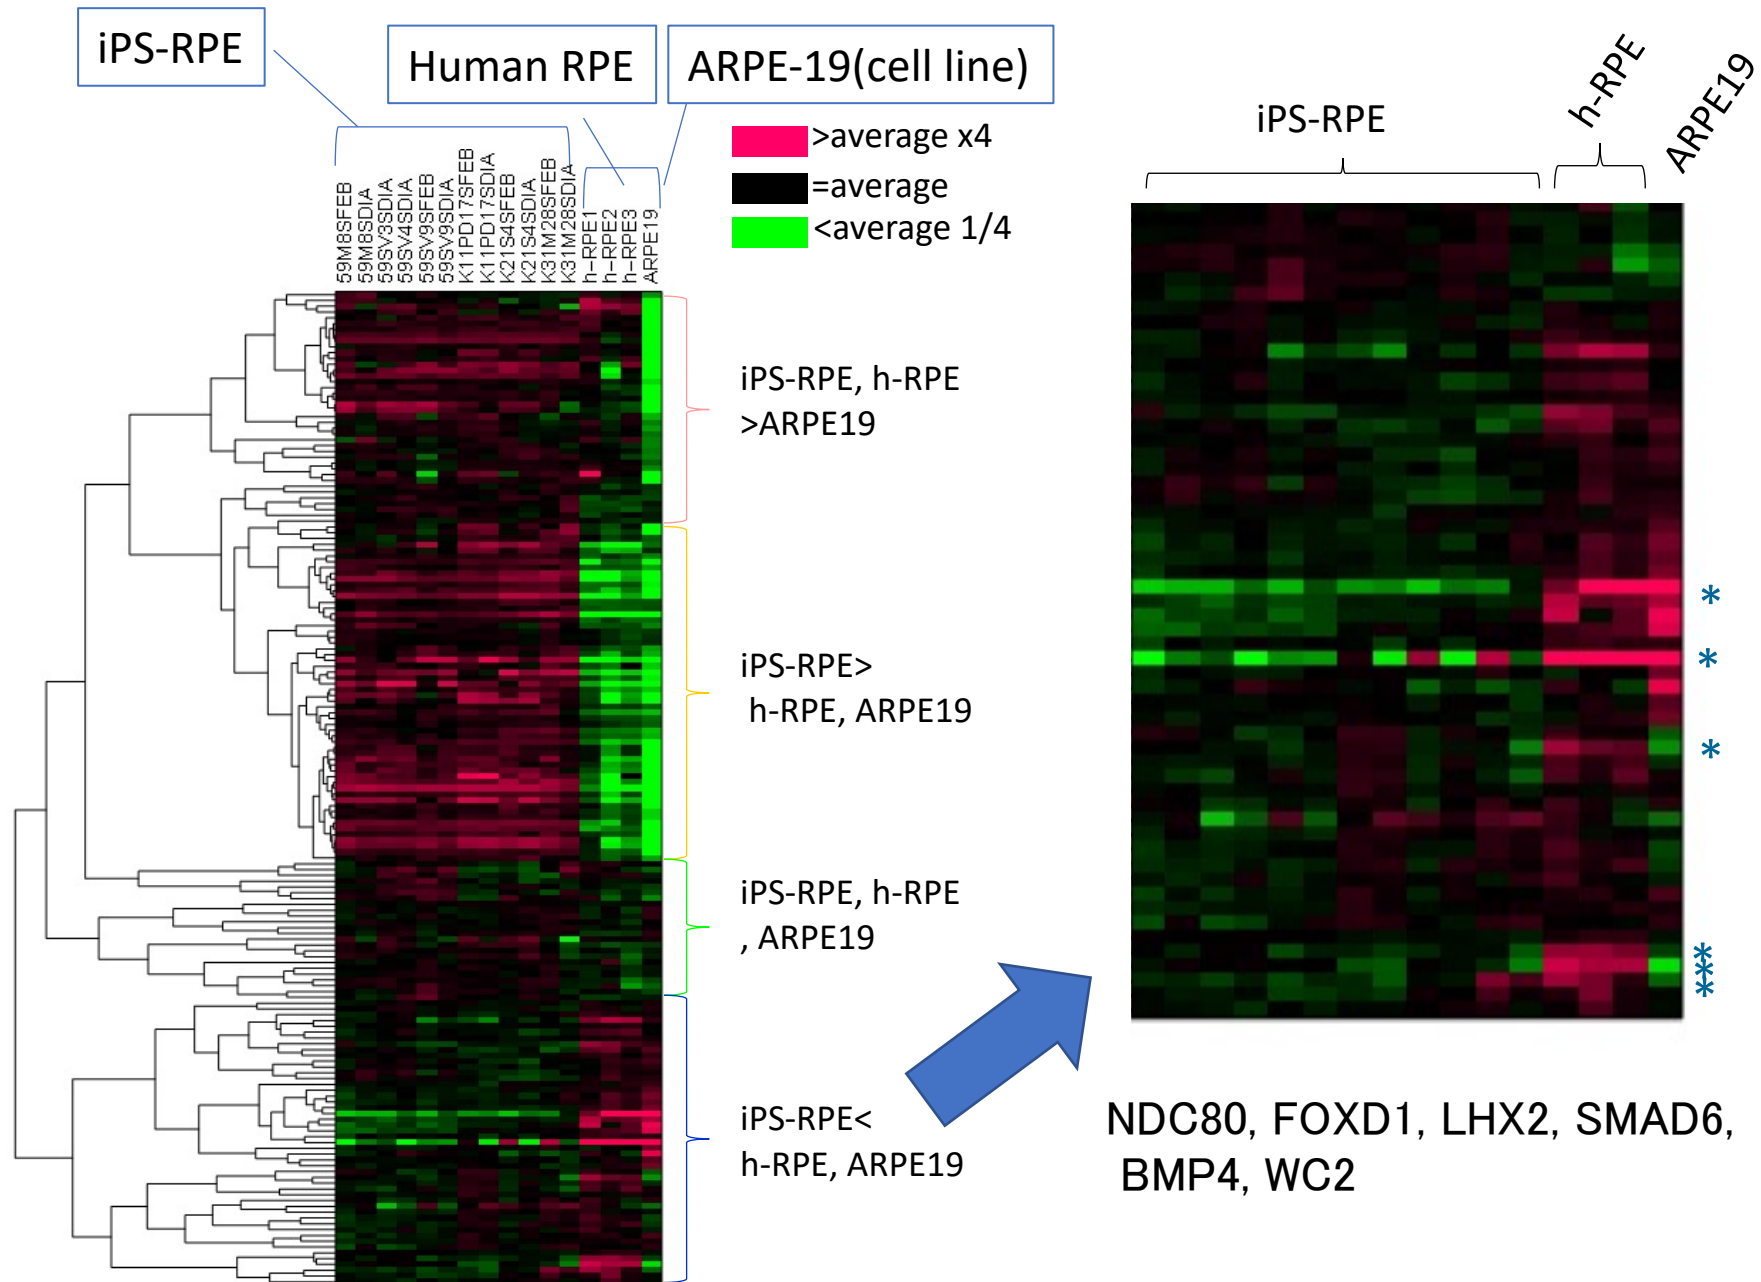 iPS-RPE
Human RPE
ARPE-19(cell line)
>average x4
=average
<average 1/4
59M8SFEB
59M8SDIA
59SV3SDIA
59SV4SDIA
59SV9SFEB
59SV9SDIA
K11PD17SFEB
K11PD17SDIA
K21S4SFEB
K21S4SDIA
K31M28SFEB
K31M28SDIA
h-RPE1
h-RPE2
h-RPE3
ARPE19
iPS-RPE, h-RPE
>ARPE19
iPS-RPE>
h-RPE, ARPE19
iPS-RPE, h-RPE
, ARPE19
iPS-RPE<
h-RPE, ARPE19
iPS-RPE
h-RPE
ARPE19
*
*
*
*
*
*
NDC80, FOXD1, LHX2, SMAD6,
BMP4, WC2